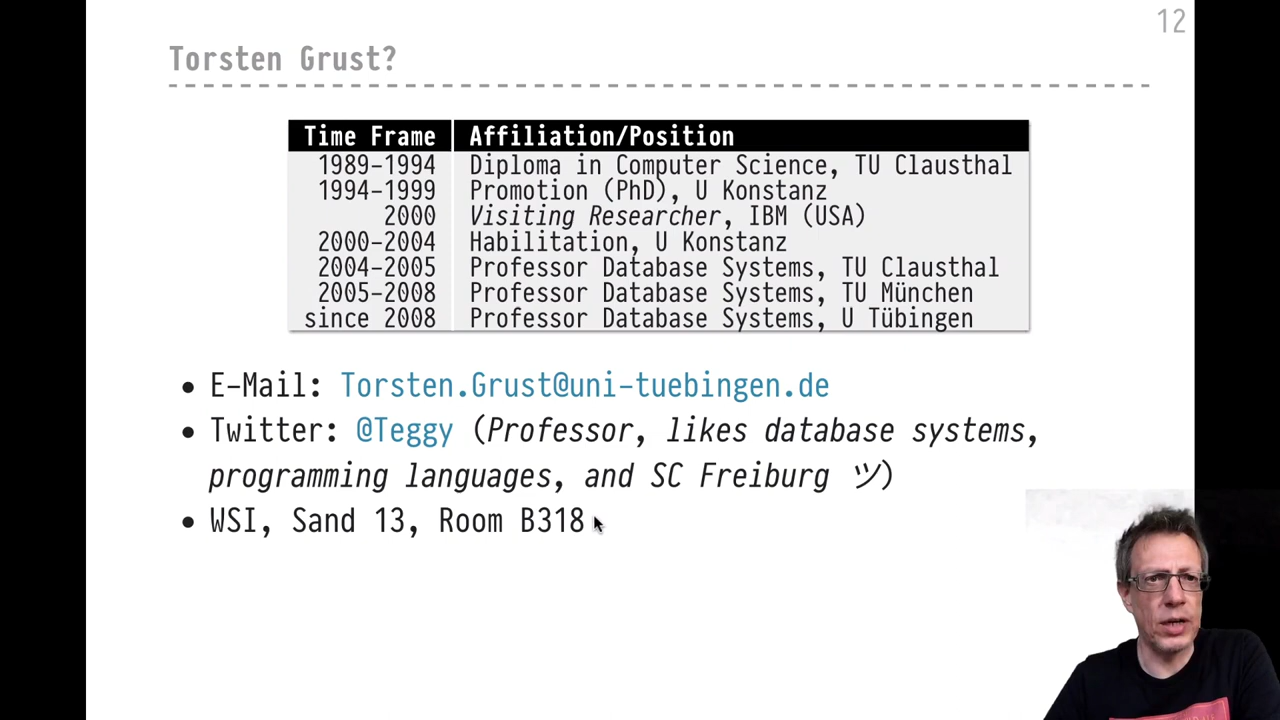 12
Torsten Grust?
Time Frame Affiliation/Position
1989–1994 Diploma in Computer Science, TU Clausthal
1994–1999 Promotion (PhD), U Konstanz
2000 Visiting Researcher, IBM (USA)
2000–2004 Habilitation, U Konstanz
2004–2005 Professor Database Systems, TU Clausthal
2005–2008 Professor Database Systems, TU München
since 2008 Professor Database Systems, U Tübingen
• E-Mail: Torsten.Grust@uni-tuebingen.de
• Twitter: @Teggy (Professor, likes database systems,
programming languages, and SC Freiburg ツ)
• WSI, Sand 13, Room B318